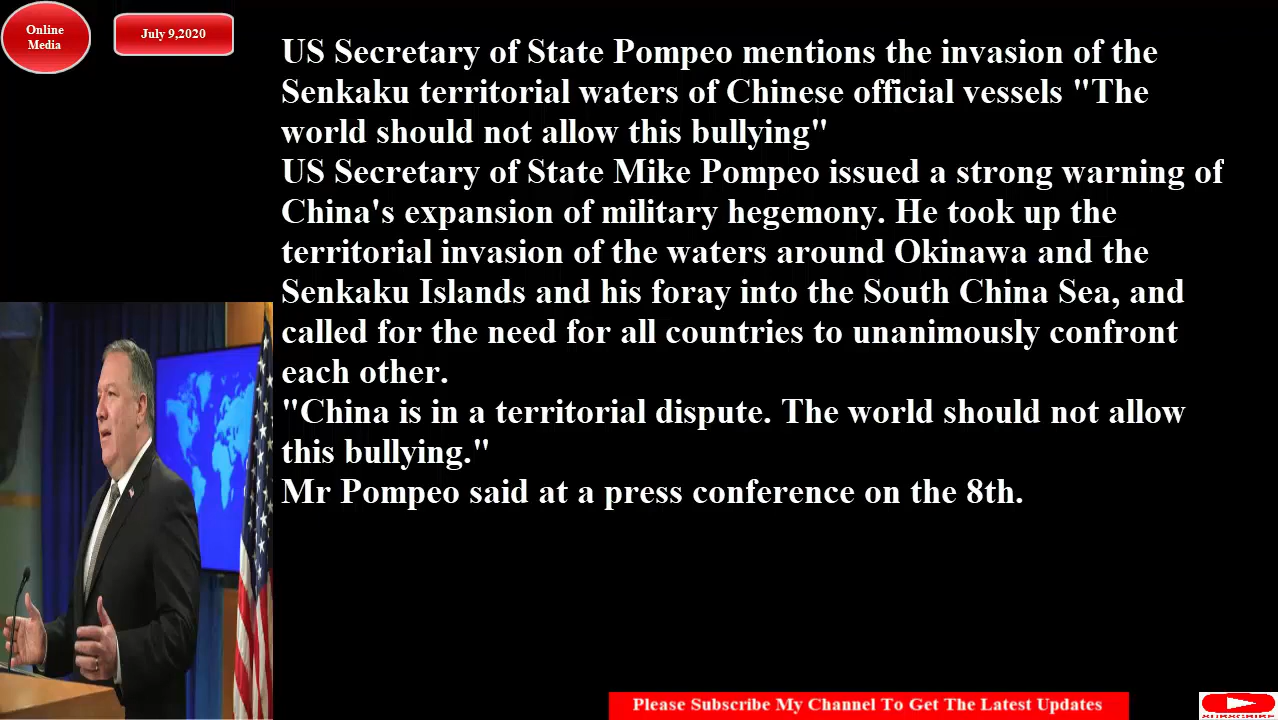 Online
Media
July 9,2020
US Secretary of State Pompeo mentions the invasion of the
Senkaku territorial waters of Chinese official vessels "The
world should not allow this bullying"
US Secretary of State Mike Pompeo issued a strong warning of
China's expansion of military hegemony. He took up the
territorial invasion of the waters around Okinawa and the
Senkaku Islands and his foray into the South China Sea, and
called for the need for all countries to unanimously confront
each other.
"China is in a territorial dispute. The world should not allow
this bullying."
Mr Pompeo said at a press conference on the 8th.
Please Subscribe My Channel To Get The Latest Updates
SUBSCRIBE